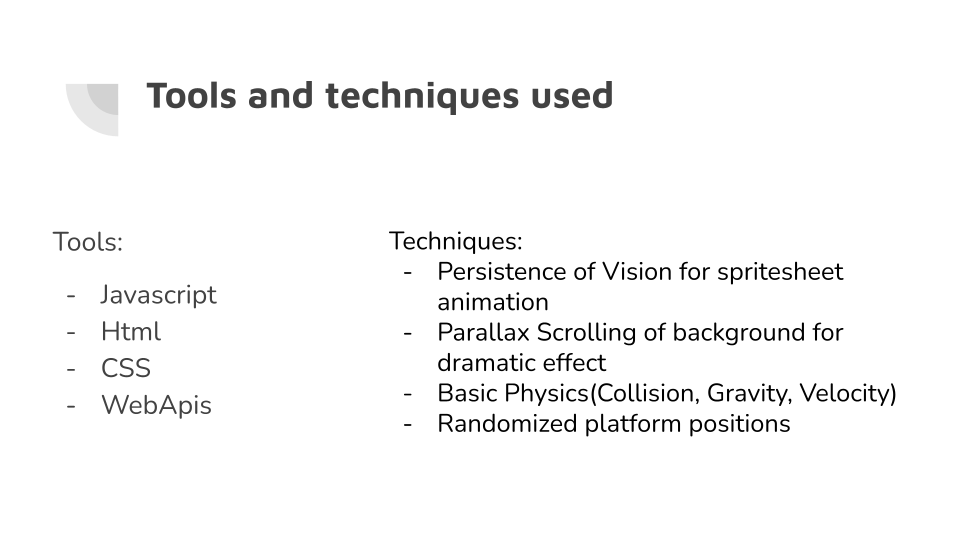 Tools and techniques used
Tools:
- Javascript
- Html
- CSS
- WebApis
Techniques:
- Persistence of Vision for spritesheet
animation
- Parallax Scrolling of background for
dramatic effect
- Basic Physics(Collision, Gravity, Velocity)
- Randomized platform positions